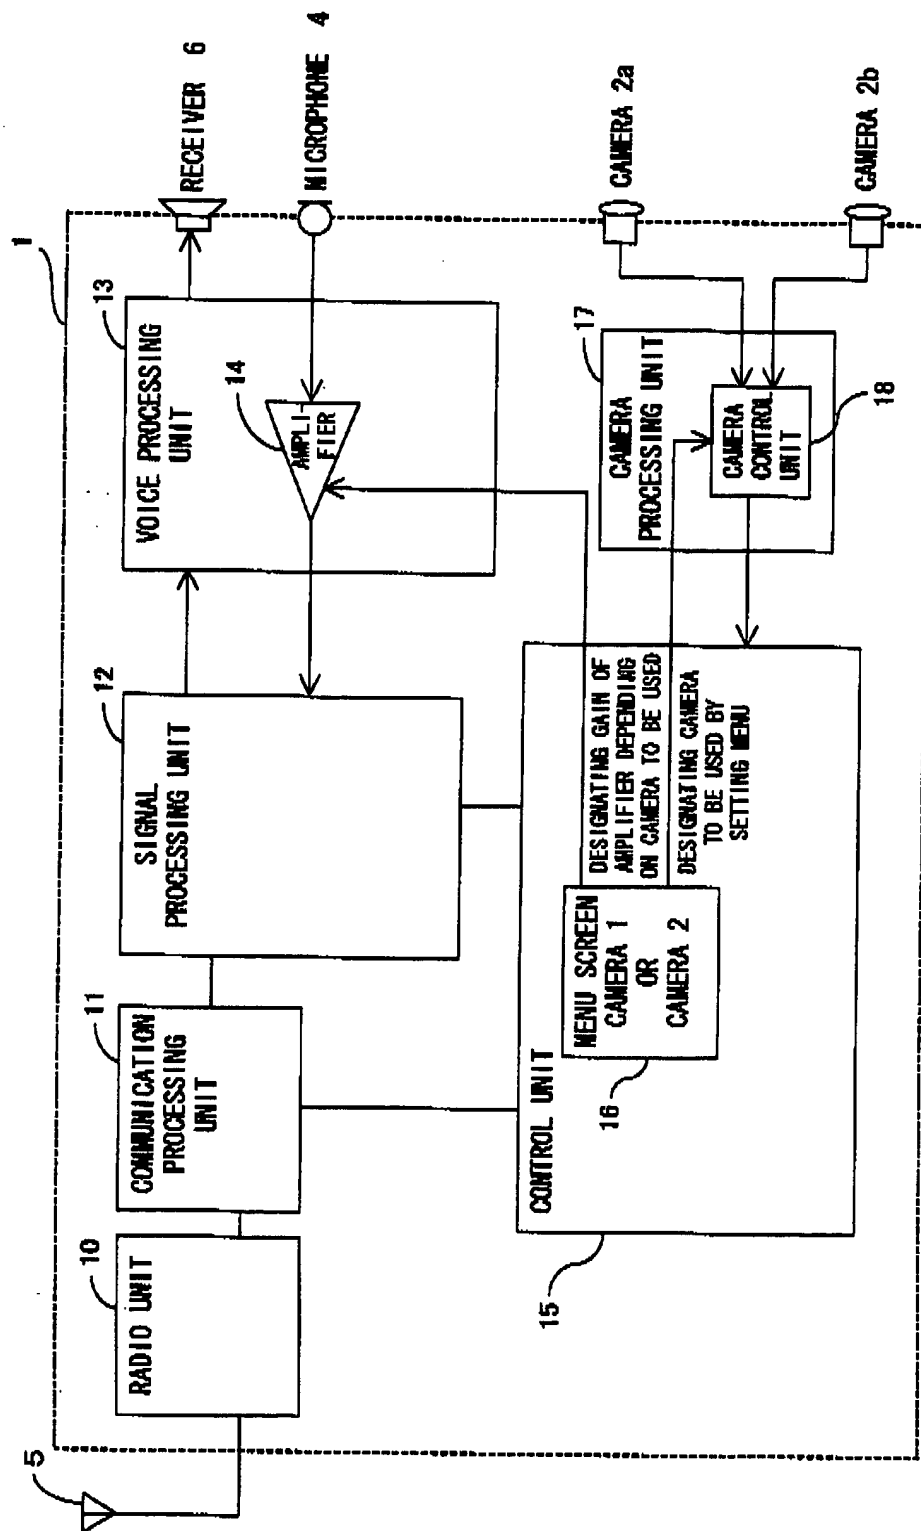 5
10
RADIO UNIT
11
COMMUNICATION
PROCESSING
UNIT
12
SIGNAL
PROCESSING UNIT
13
VOICE PROCESSING
UNIT
14
AMPLI-
FIER
1
RECEIVER 6
MICROPHONE 4
15
CONTROL UNIT
16
MENU SCREEN
CAMERA 1
OR
CAMERA 2
DESIGNATING GAIN OF
AMPLIFIER DEPENDING
ON CAMERA TO BE USED
DESIGNATING CAMERA
TO BE USED BY
SETTING MENU
17
CAMERA
PROCESSING UNIT
CAMERA
CONTROL
UNIT
18
CAMERA 2a
CAMERA 2b